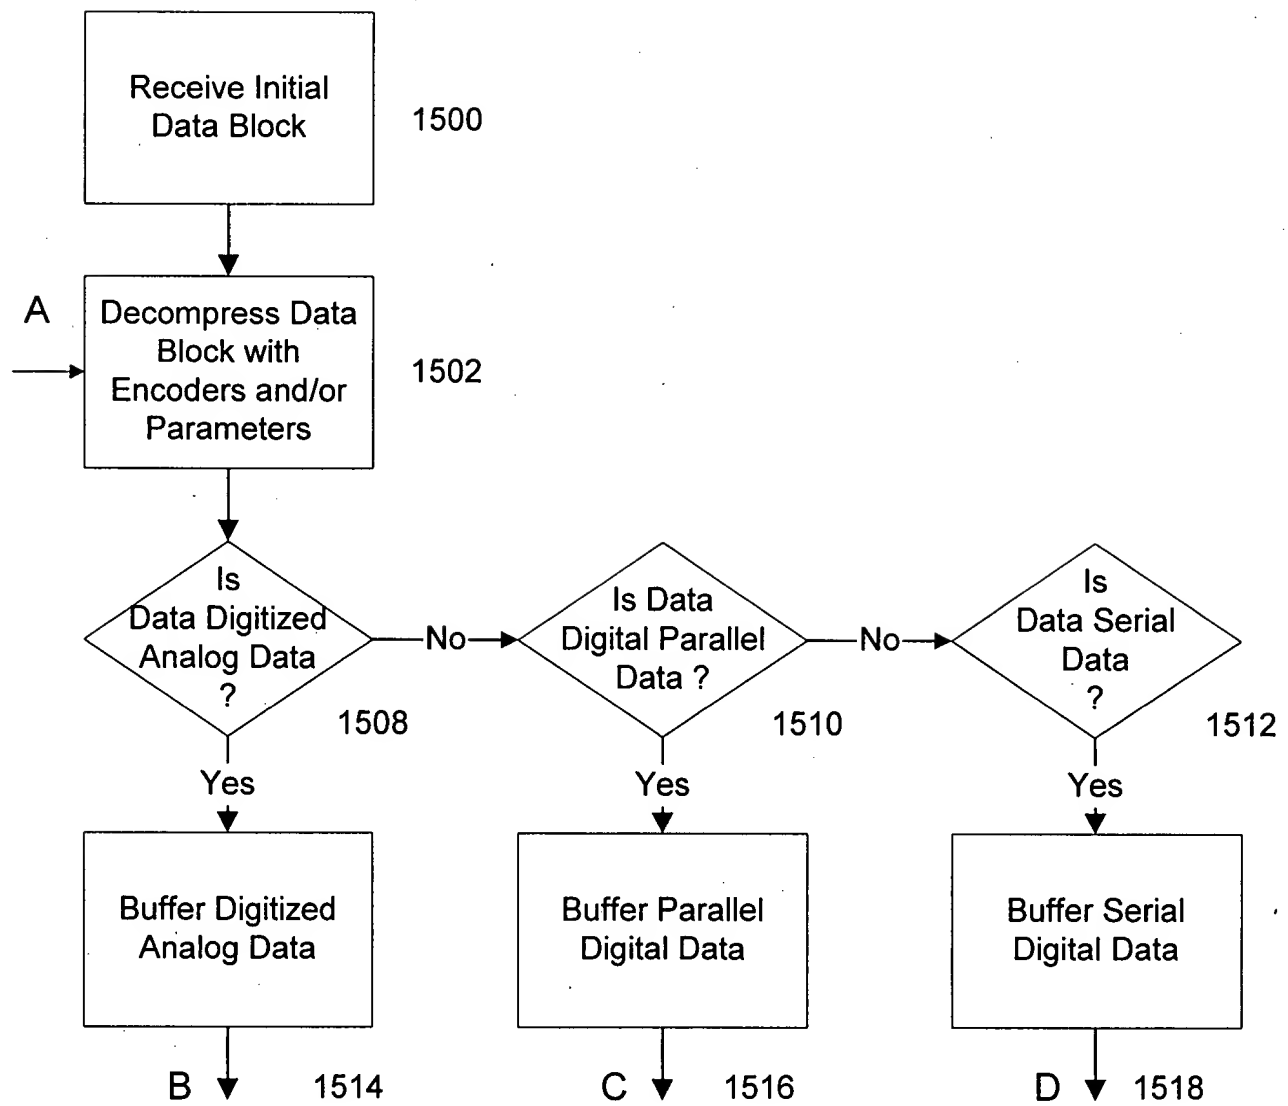 Receive Initial
Data Block
1500
A
Decompress Data
Block with
Encoders and/or
Parameters
1502
Is
Data Digitized
Analog Data
?
1508
No
Is Data
Digital Parallel
Data ?
1510
No
Is
Data Serial
Data
?
1512
Yes
Yes
Yes
Buffer Digitized
Analog Data
Buffer Parallel
Digital Data
Buffer Serial
Digital Data
B
1514
C
1516
D
1518